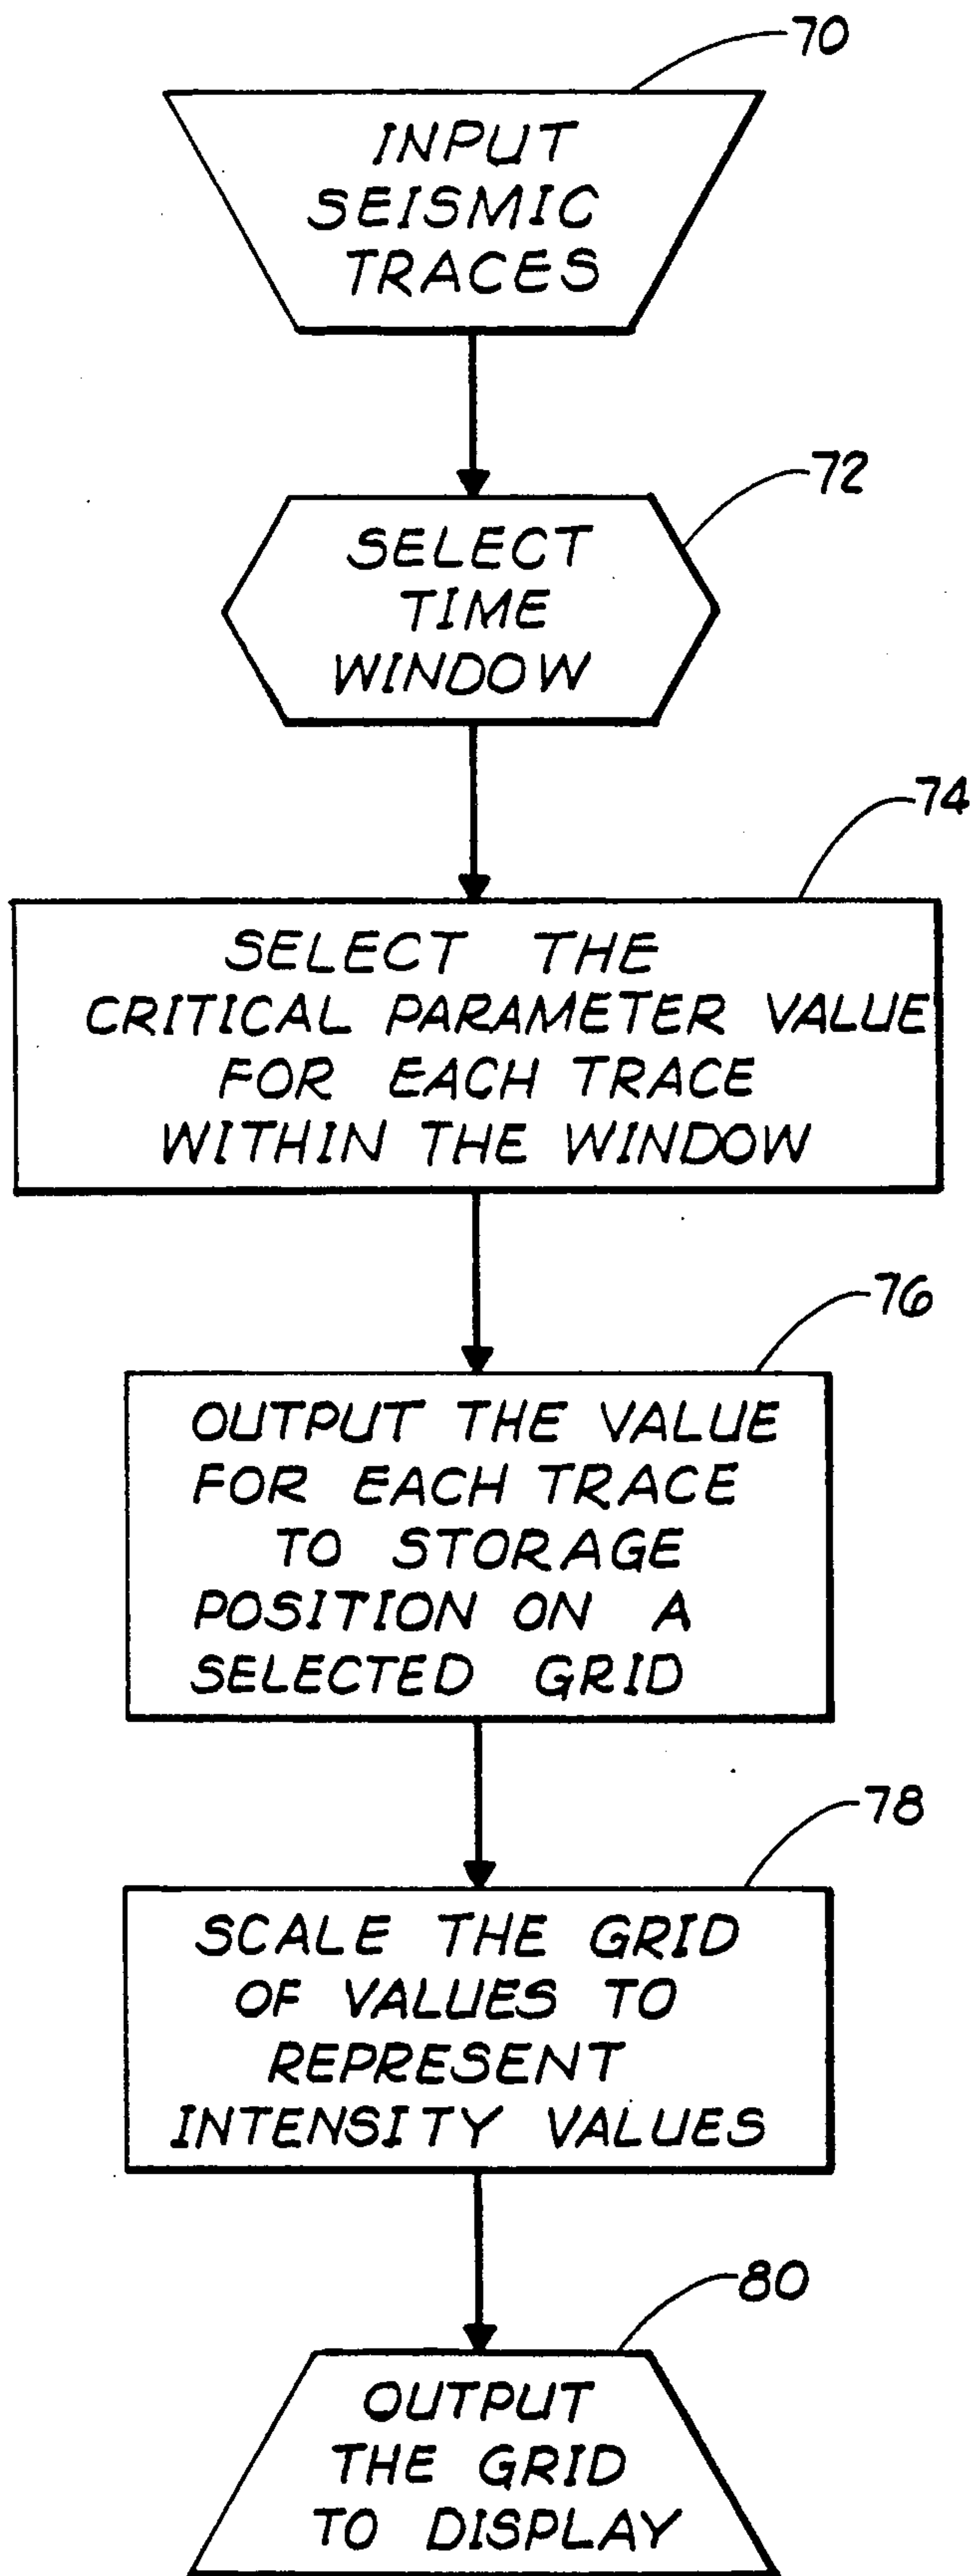 70
INPUT
SEISMIC
TRACES
72
SELECT
TIME
WINDOW
74
SELECT THE
CRITICAL PARAMETER VALUE
FOR EACH TRACE
WITHIN THE WINDOW
76
OUTPUT THE VALUE
FOR EACH TRACE
TO STORAGE
POSITION ON A
SELECTED GRID
78
SCALE THE GRID
OF VALUES TO
REPRESENT
INTENSITY VALUES
80
OUTPUT
THE GRID
TO DISPLAY